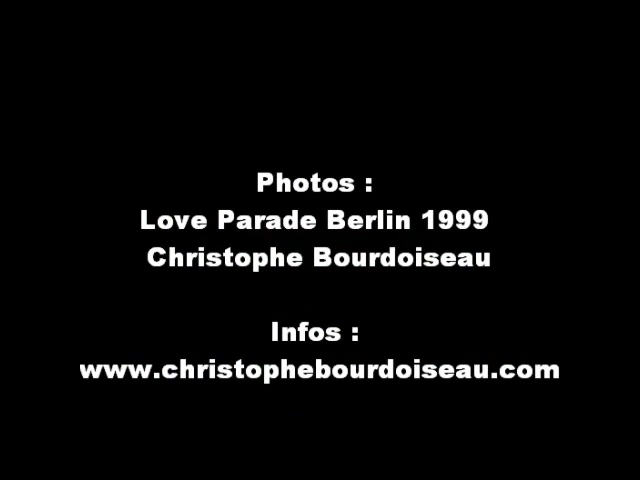 Photos :
Love Parade Berlin 1999
Christophe Bourdoiseau
Infos :
www.christophebourdoiseau.com